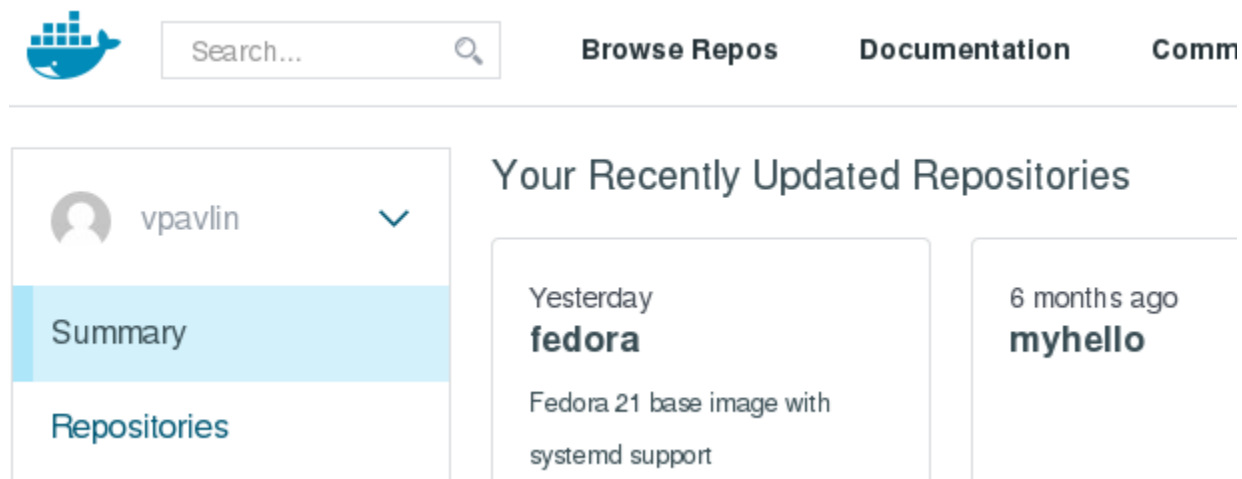 Search... Browse Repos Documentation Comm
Your Recently Updated Repositories
vpavlin
Summary
Repositories
Yesterday
fedora
Fedora 21 base image with
systemd support
6 months ago
myhello